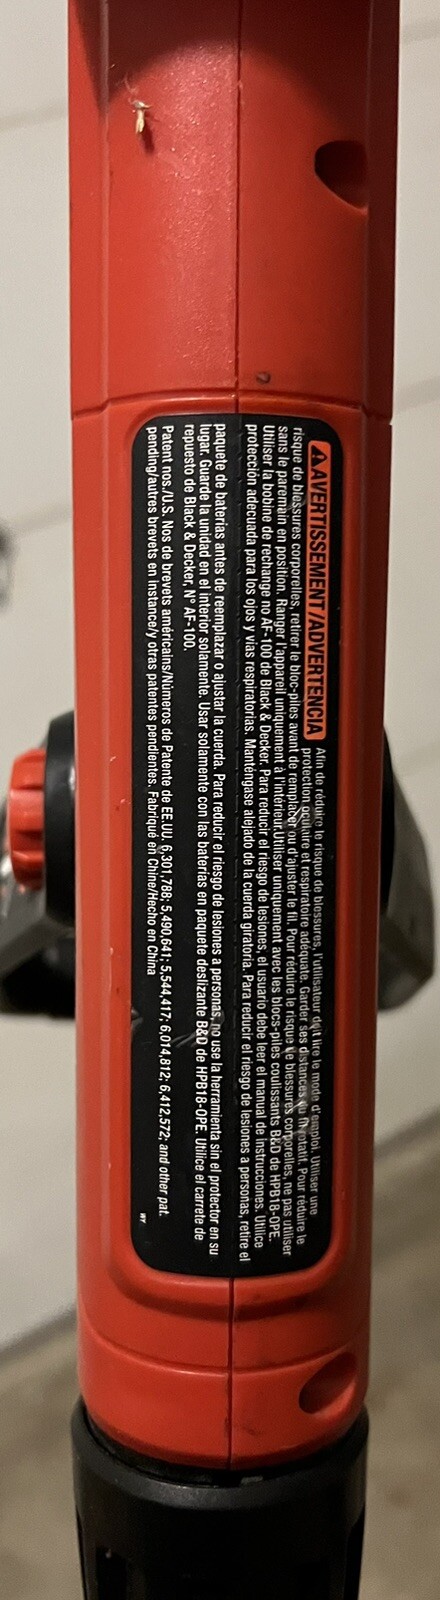 ⚠AVERTISSEMENT/ADVERTENCIA Afin de réduire le risque de blessures, l'utilisateur doit lire le mode d'emploi. Utiliser une
protection oculaire et respiratoire adéquate. Garder ses distances du Pour réduire le
risque de blessures corporelles, retirer le bloc-piles avant de remplacer ou d'ajuster le fil. Pour réduire le risque de blessures corporelles, ne pas utiliser
sans le paremain en position. Ranger l'appareil uniquement à l'intérieur.Utiliser uniquement avec les blocs-piles coulissants B&D de HPB18-OPE.
Utiliser la bobine de rechange no AF-100 de Black & Decker. Para reducir el riesgo de lesiones, el usuario debe leer el manual de instrucciones. Utilice
protección adecuada para los ojos y vías respiratorias. Manténgase alejado de la cuerda giratoria. Para reducir el riesgo de lesiones a personas, retire el
paquete de baterías antes de reemplazar o ajustar la cuerda. Para reducir el riesgo de lesiones a personas, no use la herramienta sin el protector en su
lugar. Guarde la unidad en el interior solamente. Usar solamente con las baterías en paquete deslizante B&D de HPB18-OPE. Utilice el carrete de
repuesto de Black & Decker, N° AF-100.
Patent nos./U.S. Nos de brevets américains/Números de Patente de EE.UU. 6,301,788; 5,490,641; 5,544,417; 6,014,812; 6,412,572; and other pat.
pending/autres brevets en instance/y otras patentes pendientes. Fabriqué en Chine/Hecho en China
WY